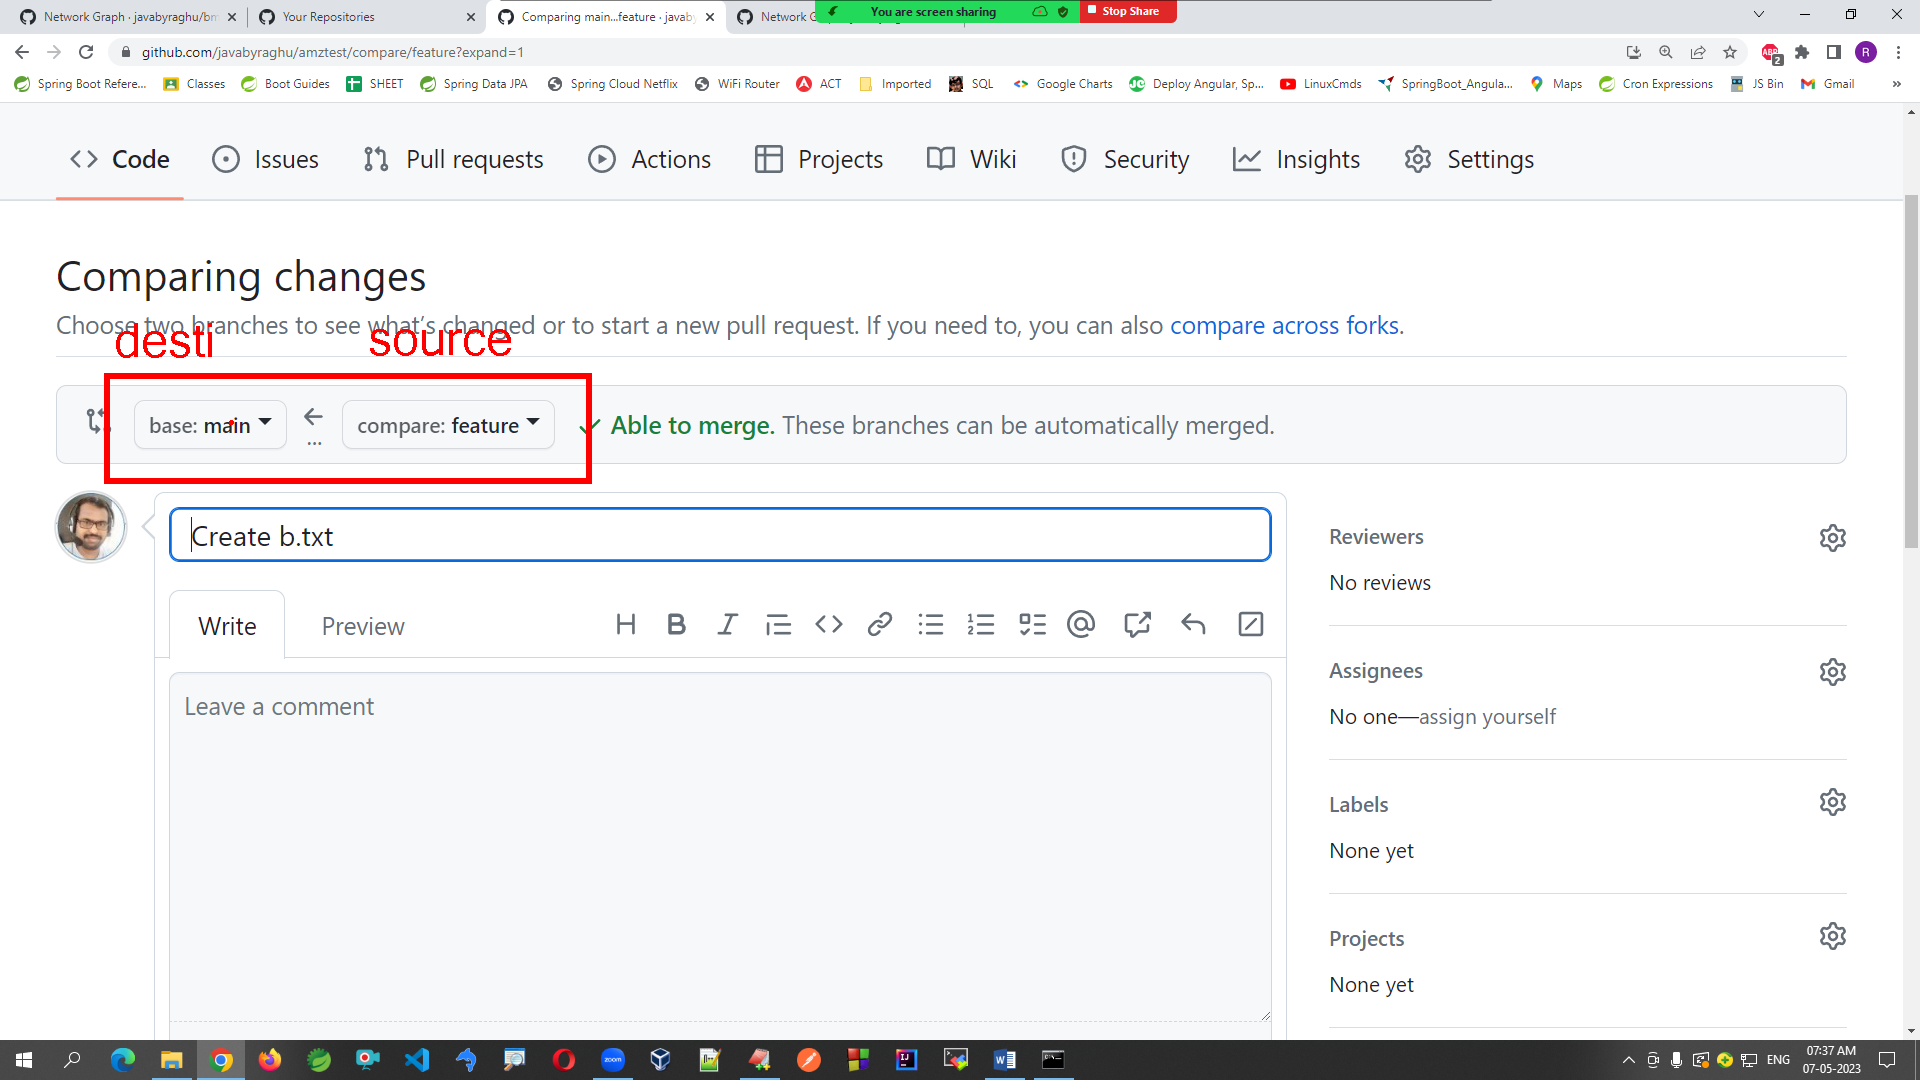 Network Graph · javabyraghu/bm
Your Repositories
Comparing main...feature · javab
Network G
You are screen sharing
Stop Share
github.com/javabyraghu/amztest/compare/feature?expand=1
ABP
2
R
Spring Boot Refere...
Classes
Boot Guides
SHEET
Spring Data JPA
Spring Cloud Netflix
WiFi Router
ACT
Imported
SQL
Google Charts
Deploy Angular, Sp...
LinuxCmds
SpringBoot_Angula...
Maps
Cron Expressions
JS Bin
Gmail
»
Code
Issues
Pull requests
Actions
Projects
Wiki
Security
Insights
Settings
Comparing changes
Choose two branches to see what's changed or to start a new pull request. If you need to, you can also compare across forks.
desti
source
base: main
...
compare: feature
Able to merge. These branches can be automatically merged.
Create b.txt
Write
Preview
Leave a comment
Reviewers
No reviews
Assignees
No one—assign yourself
Labels
None yet
Projects
None yet
zoom
ENG
07:37 AM
07-05-2023